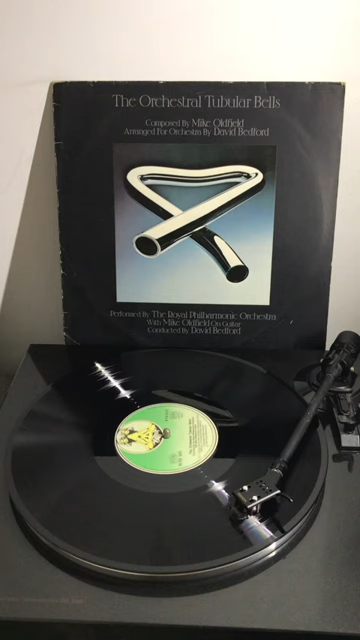 The Orchestral Tubular Bells
Composed By Mike Oldfield
Arranged For Orchestra By David Bedford
Performed By The Royal Philharmonic Orchestra
With Mike Oldfield On Guitar
Conducted By David Bedford